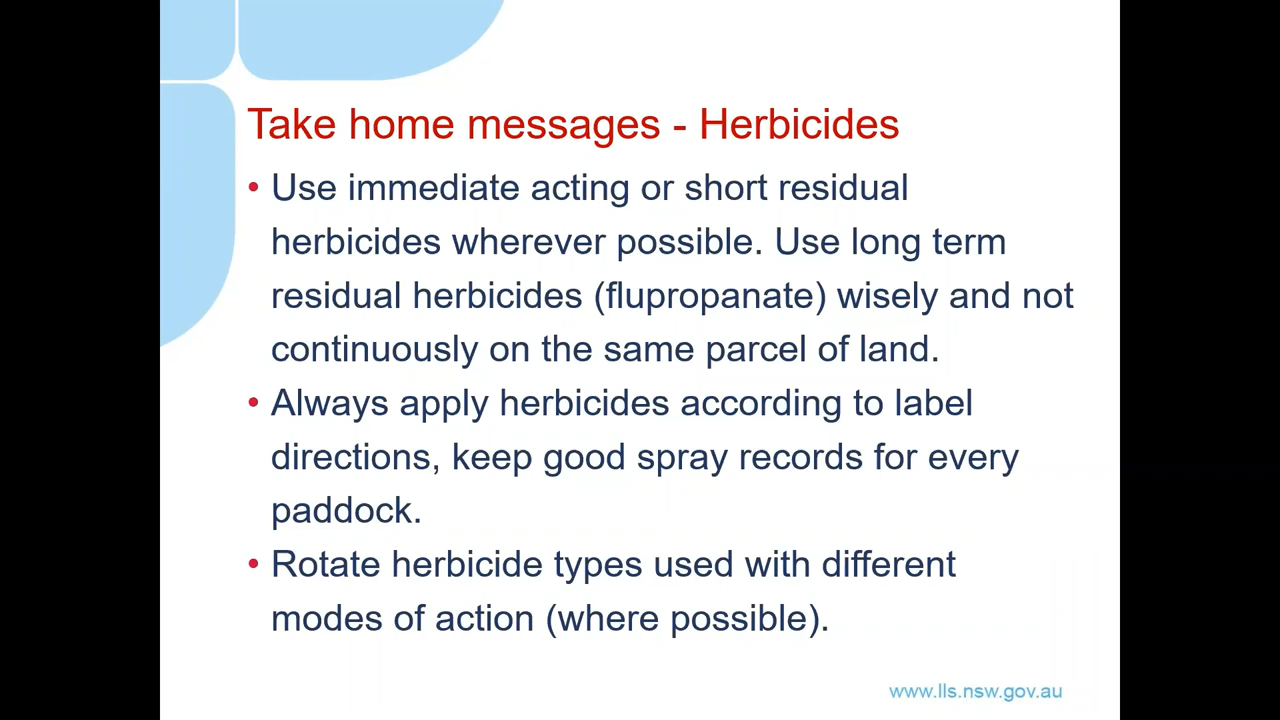 Take home messages - Herbicides
• Use immediate acting or short residual
herbicides wherever possible. Use long term
residual herbicides (flupropanate) wisely and not
continuously on the same parcel of land.
• Always apply herbicides according to label
directions, keep good spray records for every
paddock.
• Rotate herbicide types used with different
modes of action (where possible).
www.lls.nsw.gov.au